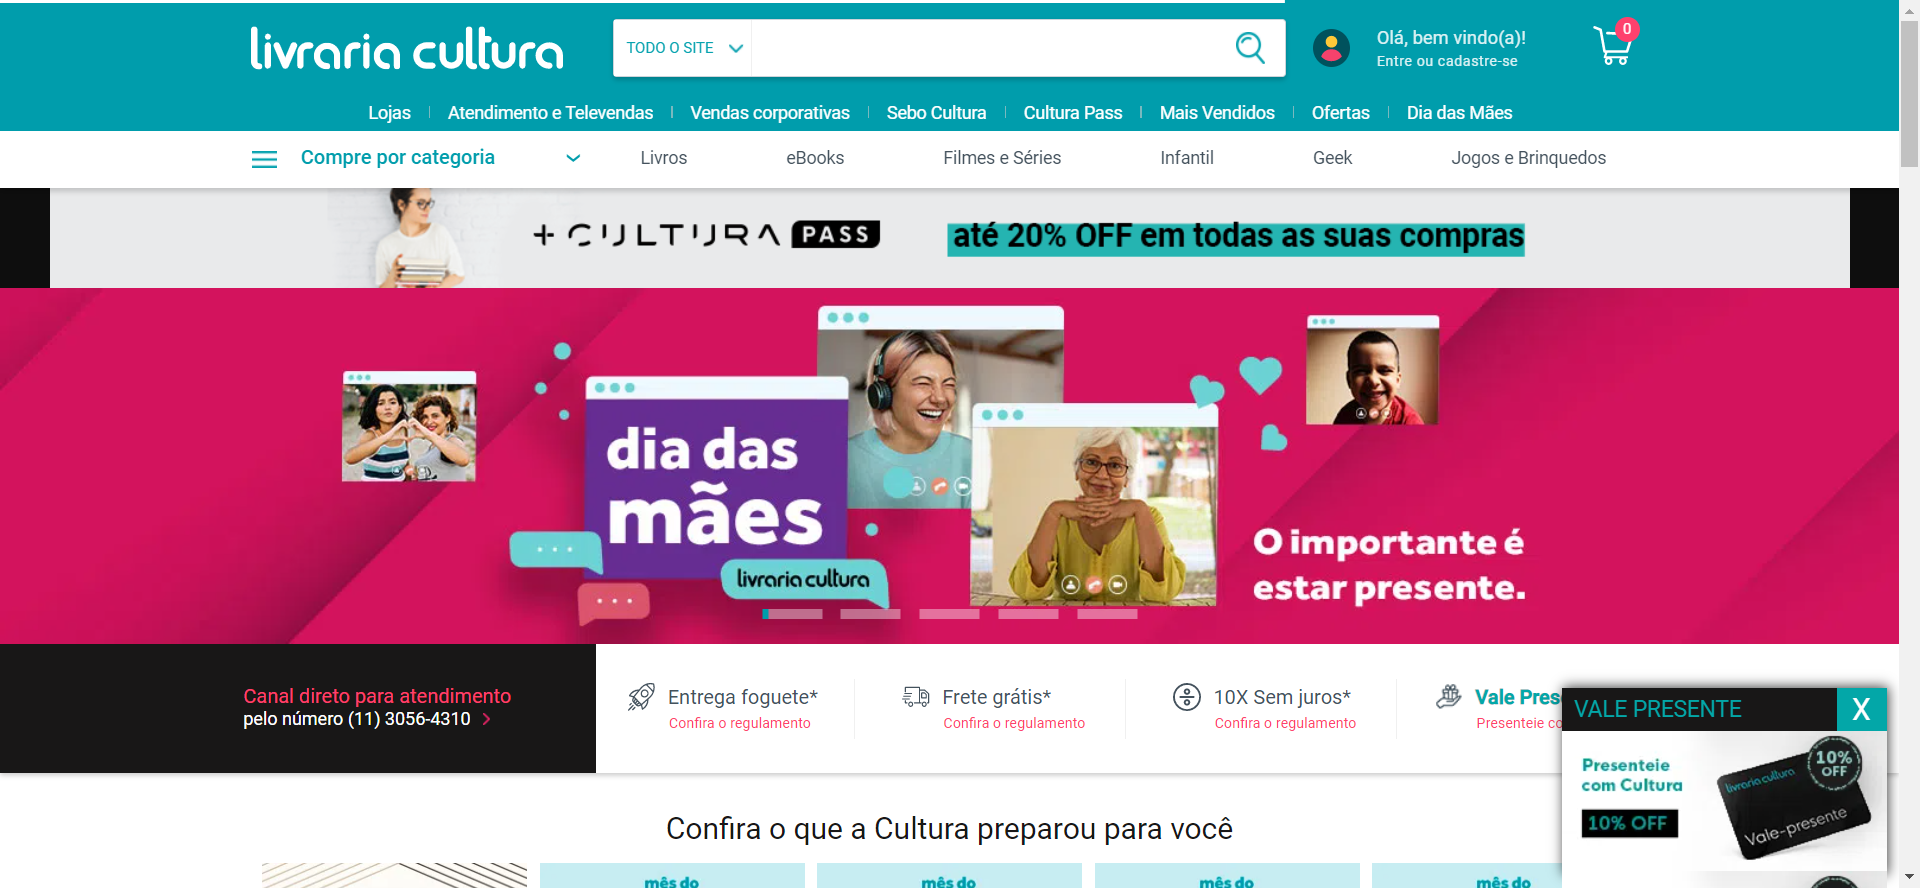 livraria cultura
TODO O SITE
Olá, bem vindo(a)!
Entre ou cadastre-se
0
Lojas
Atendimento e Televendas
Vendas corporativas
Sebo Cultura
Cultura Pass
Mais Vendidos
Ofertas
Dia das Mães
Compre por categoria
Livros
eBooks
Filmes e Séries
Infantil
Geek
Jogos e Brinquedos
+CULTURA PASS
até 20% OFF em todas as suas compras
dia das
mães
livraria cultura
O importante é
estar presente.
Canal direto para atendimento
pelo número (11) 3056-4310
Entrega foguete*
Confira o regulamento
Frete grátis*
Confira o regulamento
10X Sem juros*
Confira o regulamento
Vale Pres
Presenteie co
VALE PRESENTE
X
Presenteie
com Cultura
10% OFF
livraria cultura
10%
OFF
Vale-presente
Confira o que a Cultura preparou para você
mês do
mês do
mês do
mês do